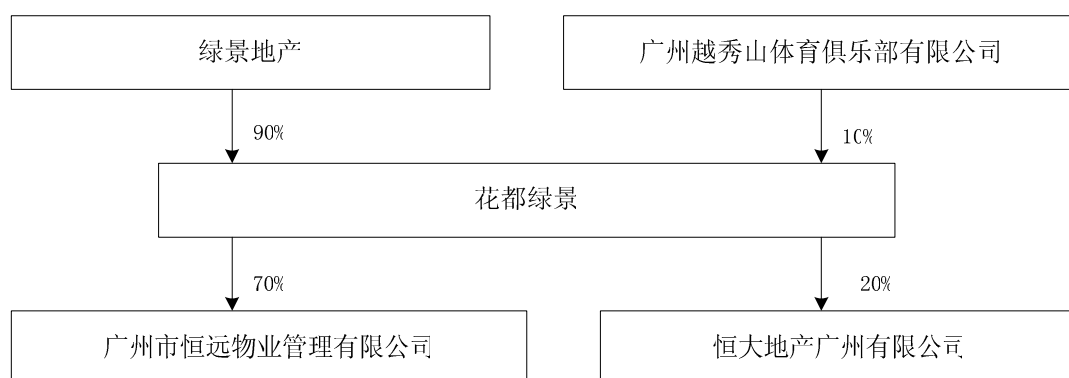 绿景地产
广州越秀山体育俱乐部有限公司
90%
10%
花都绿景
70%
20%
广州市恒远物业管理有限公司
恒大地产广州有限公司